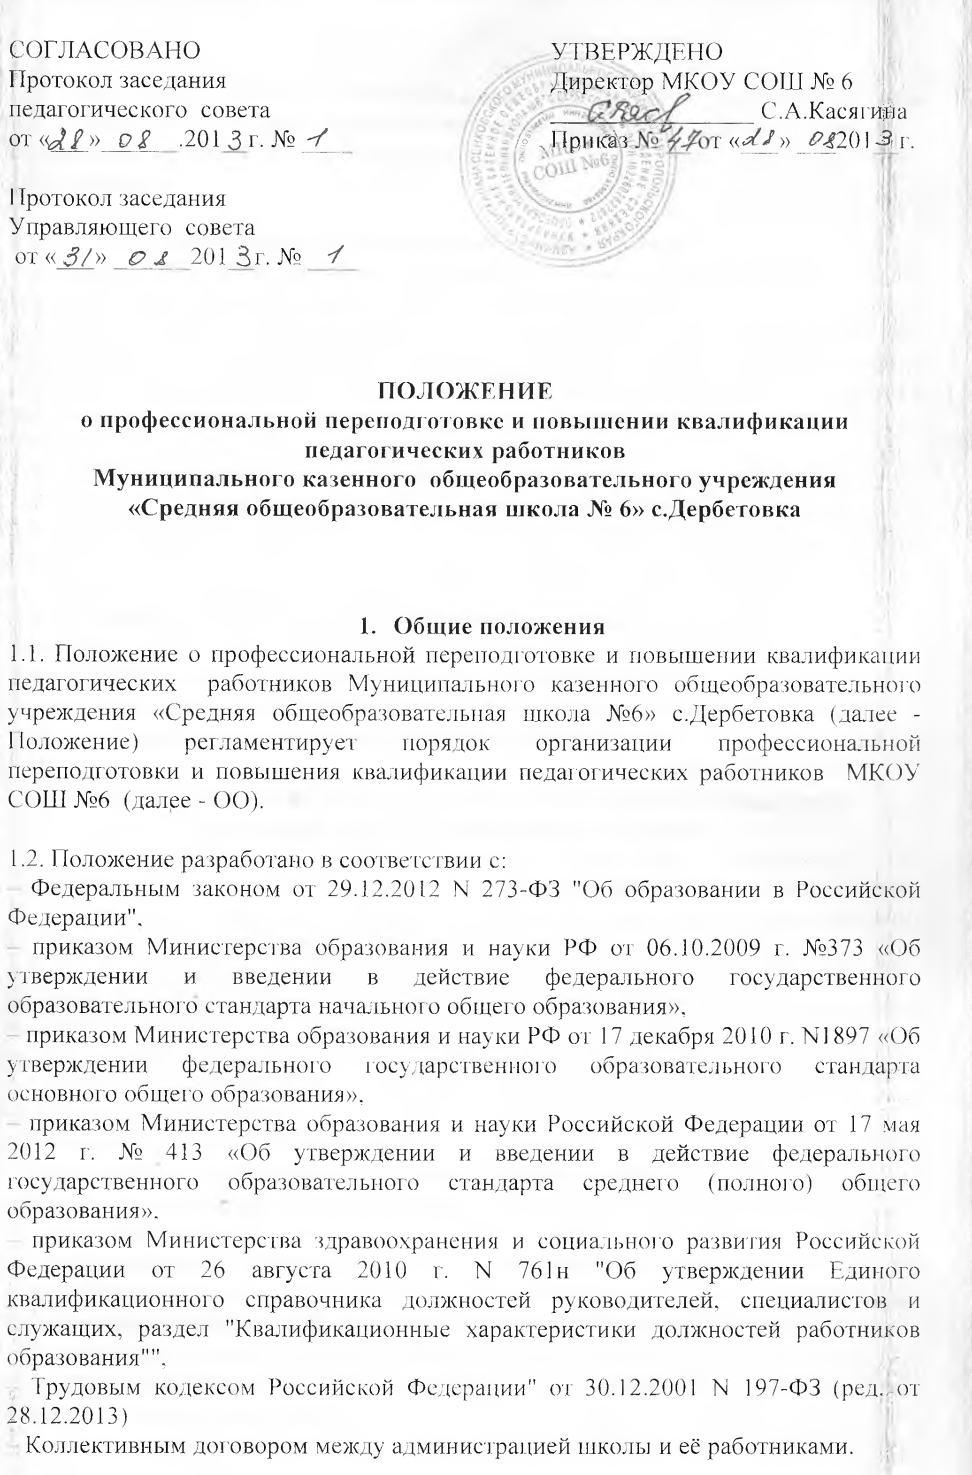 СОГЛАСОВАНО
Протокол заседания
педагогического совета
от «28» 08 .2013 г. № 1
Протокол заседания
Управляющего совета
от «31» 08 2013 г. № 1
УТВЕРЖДЕНО
Директор МКОУ СОШ № 6
С.А.Касягина
Приказ № 47 от «28» 08 2013 г.
СОШ №6
ПОЛОЖЕНИЕ
о профессиональной переподготовке и повышении квалификации
педагогических работников
Муниципального казенного общеобразовательного учреждения
«Средняя общеобразовательная школа № 6» с.Дербетовка
1. Общие положения
1.1. Положение о профессиональной переподготовке и повышении квалификации
педагогических работников Муниципального казенного общеобразовательного
учреждения «Средняя общеобразовательная школа №6» с.Дербетовка (далее -
Положение) регламентирует порядок организации профессиональной
переподготовки и повышения квалификации педагогических работников МКОУ
СОШ №6 (далее - ОО).
1.2. Положение разработано в соответствии с:
– Федеральным законом от 29.12.2012 N 273-ФЗ "Об образовании в Российской
Федерации",
– приказом Министерства образования и науки РФ от 06.10.2009 г. №373 «Об
утверждении и введении в действие федерального государственного
образовательного стандарта начального общего образования»,
– приказом Министерства образования и науки РФ от 17 декабря 2010 г. N1897 «Об
утверждении федерального государственного образовательного стандарта
основного общего образования»,
– приказом Министерства образования и науки Российской Федерации от 17 мая
2012 г. № 413 «Об утверждении и введении в действие федерального
государственного образовательного стандарта среднего (полного) общего
образования»,
– приказом Министерства здравоохранения и социального развития Российской
Федерации от 26 августа 2010 г. N 761н "Об утверждении Единого
квалификационного справочника должностей руководителей, специалистов и
служащих, раздел "Квалификационные характеристики должностей работников
образования"",
– Трудовым кодексом Российской Федерации" от 30.12.2001 N 197-ФЗ (ред. от
28.12.2013)
– Коллективным договором между администрацией школы и её работниками.